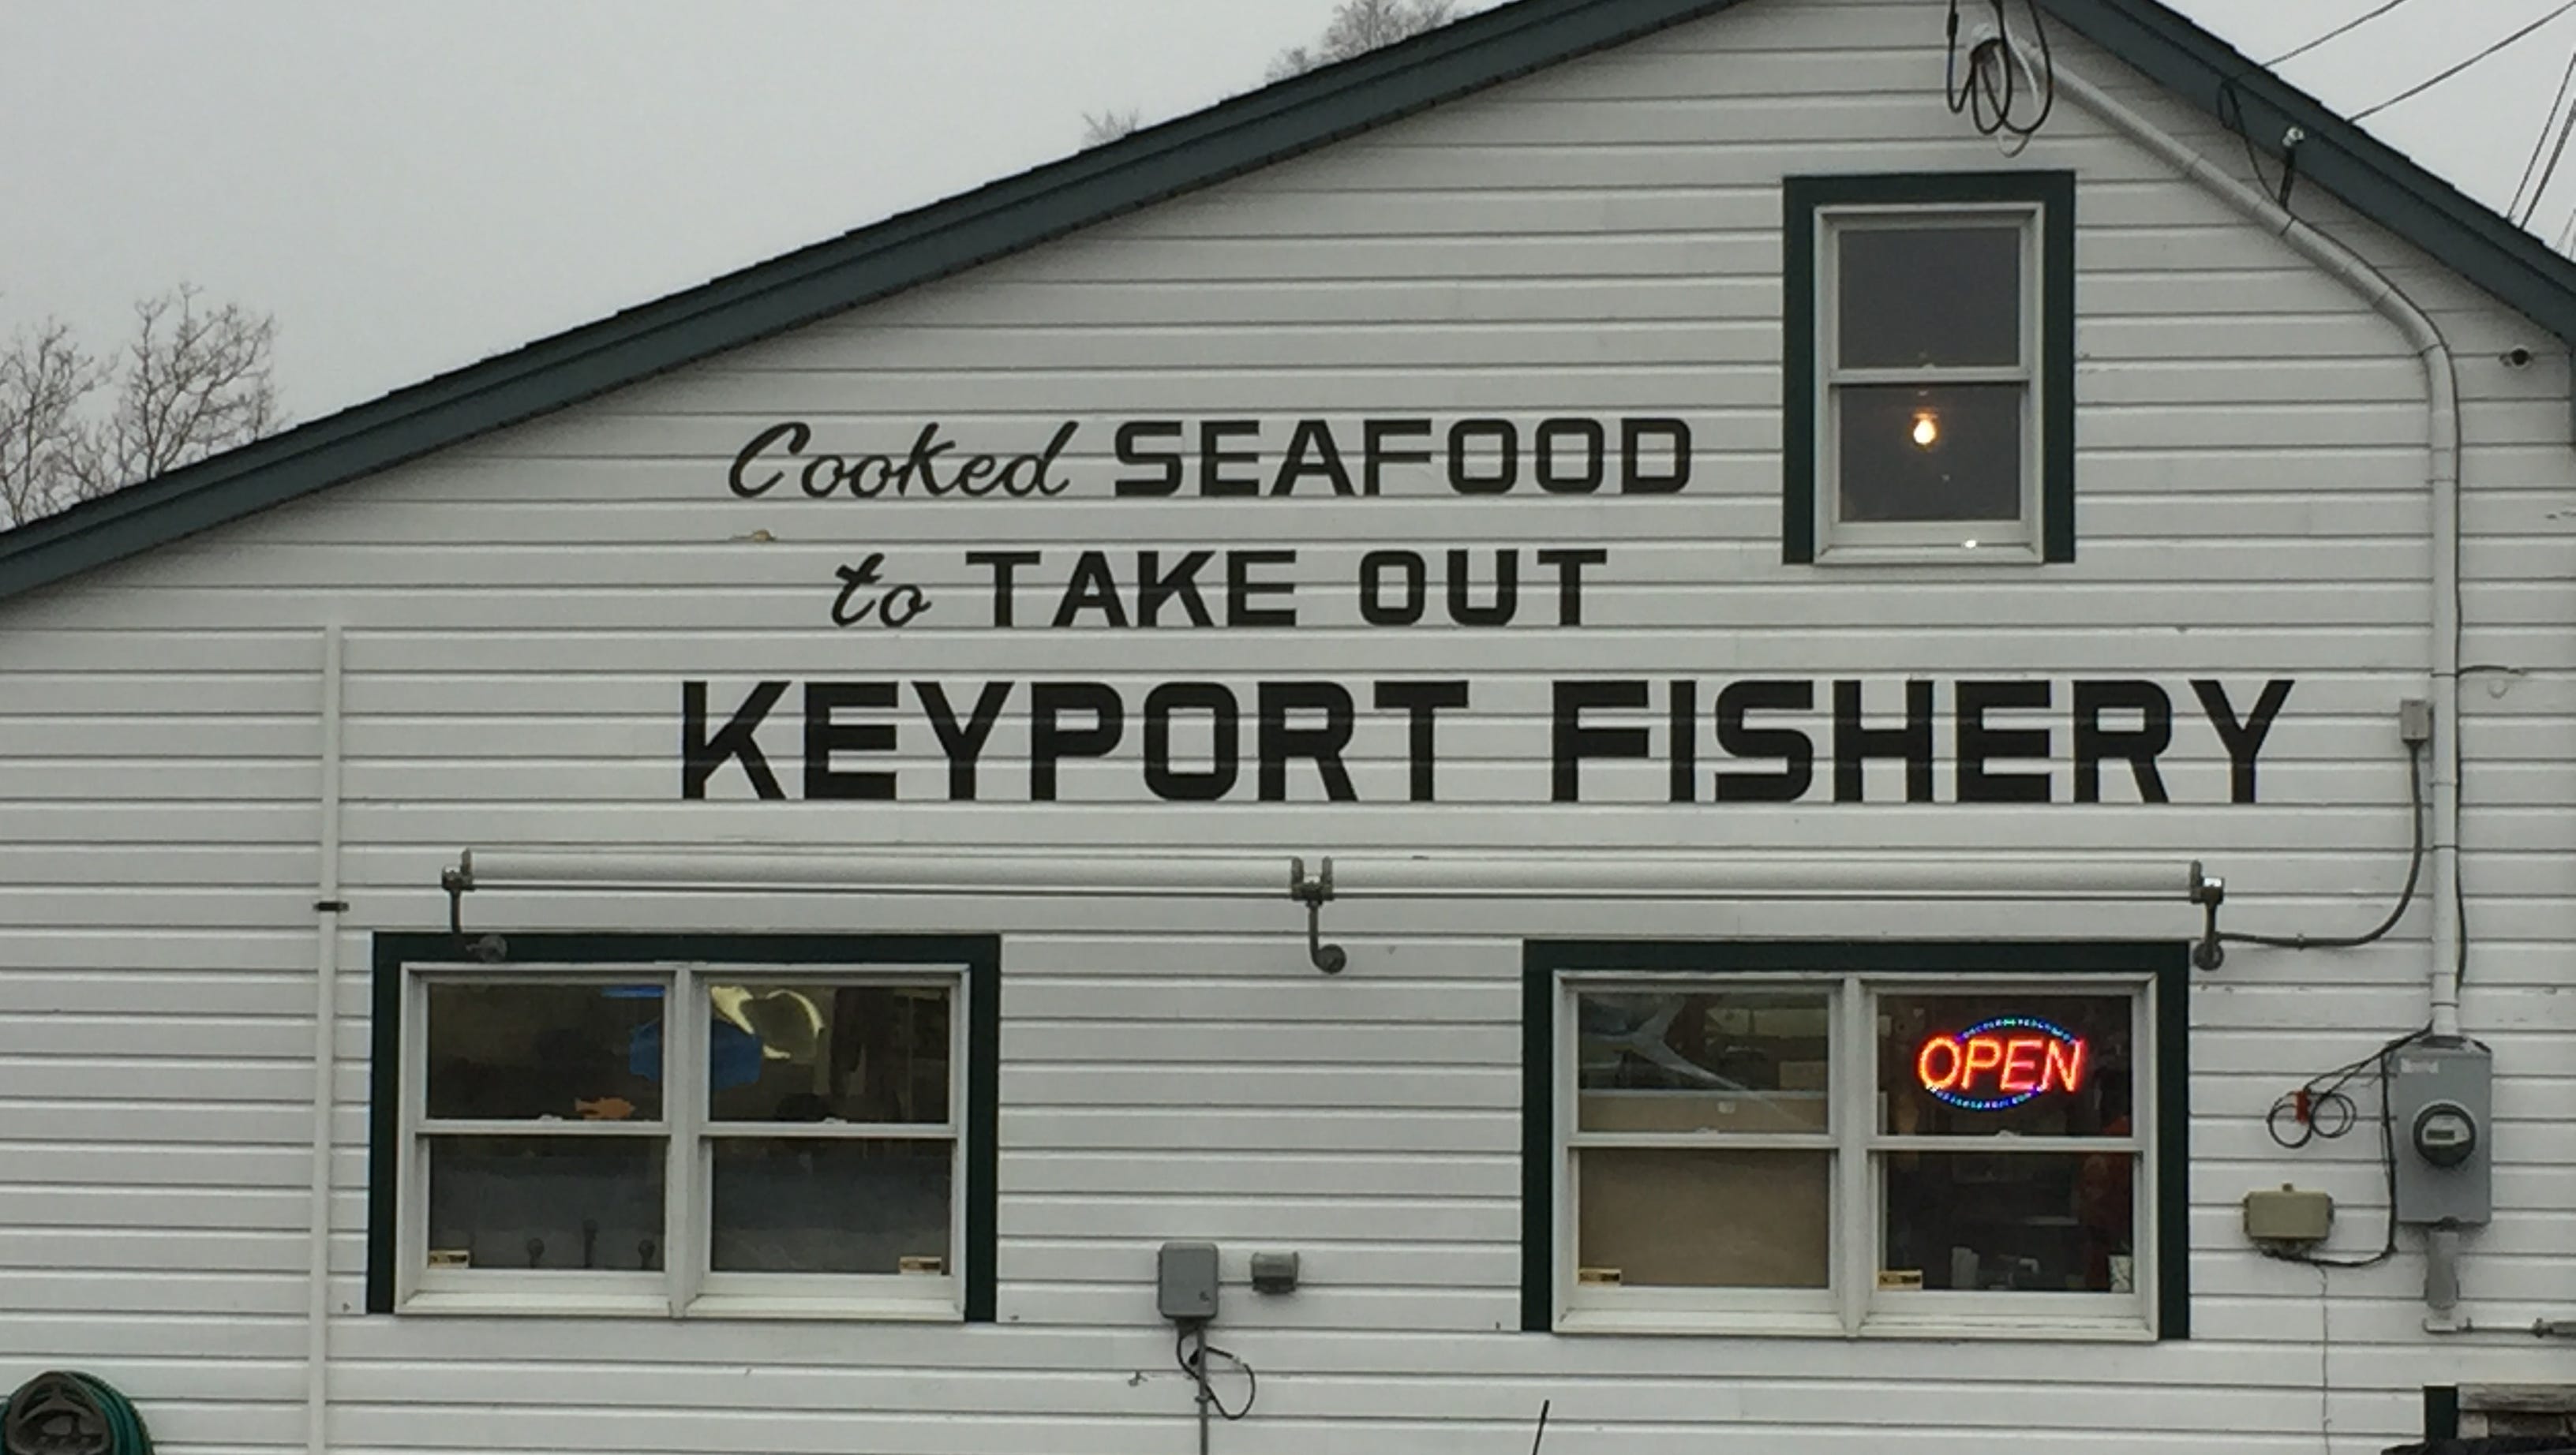 Cooked SEAFOOD
to TAKE OUT
KEYPORT FISHERY
OPEN